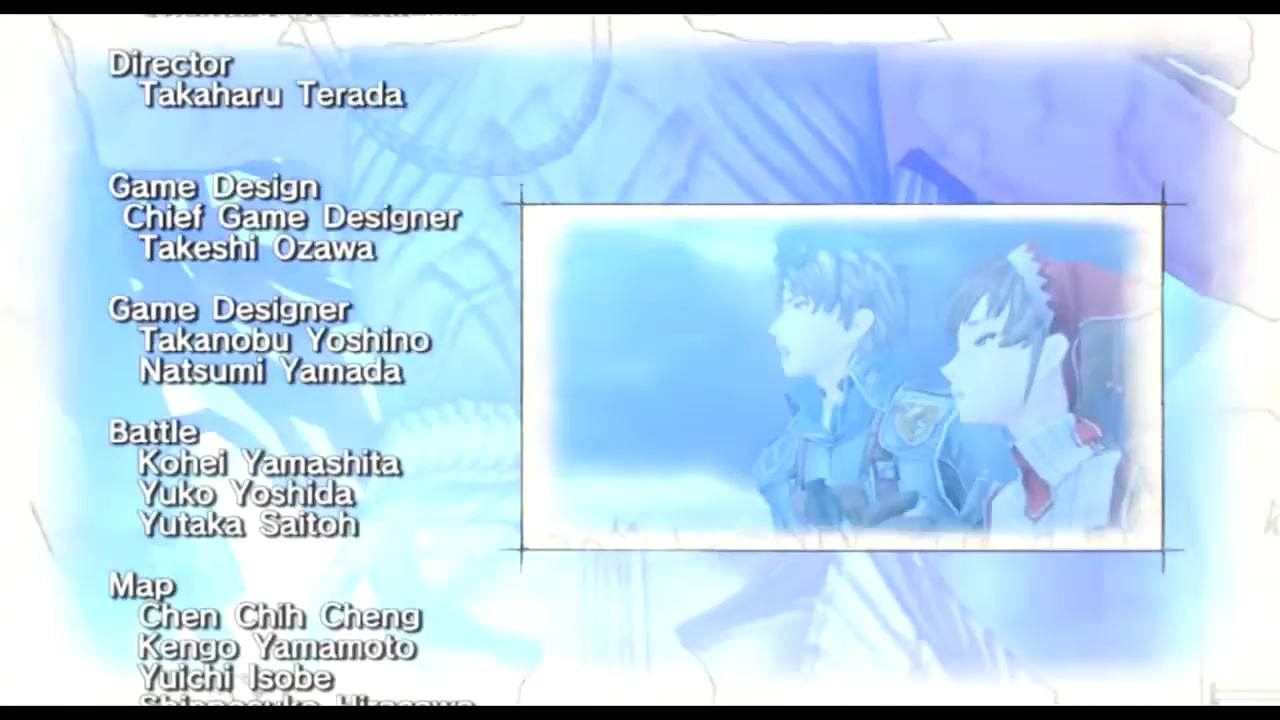 Director
Takaharu Terada
Game Design
Chief Game Designer
Takeshi Ozawa
Game Designer
Takanobu Yoshino
Natsumi Yamada
Battle
Kohei Yamashita
Yuko Yoshida
Yutaka Saitoh
Map
Chen Chih Cheng
Kengo Yamamoto
Yuichi Isobe